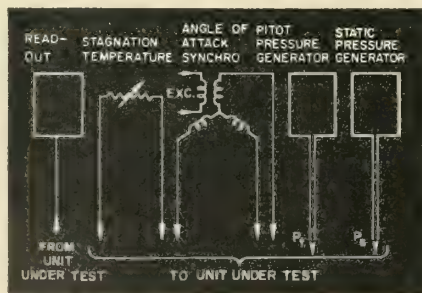 READ-
OUT
STAGNATION
TEMPERATURE
ANGLE OF
ATTACK
SYNCHRO
PITOT
PRESSURE
GENERATOR
STATIC
PRESSURE
GENERATOR
EXC.
FROM
UNIT
UNDER TEST
TO UNIT UNDER TEST